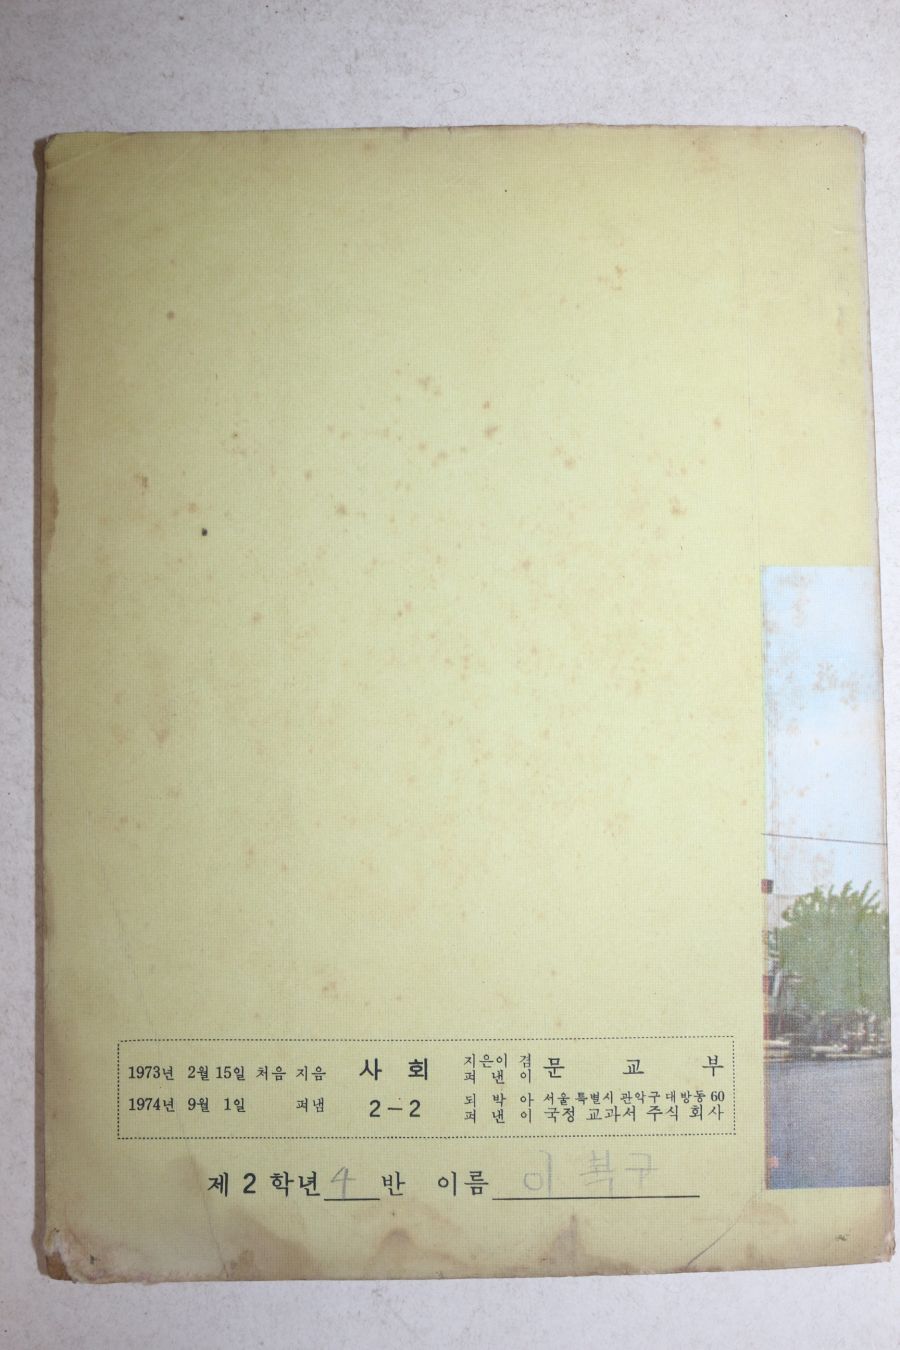 1973년 2월 15일 처음 지음 사 회 지은이 겸 펴 낸 이 문 교 부
1974년 9월 1일 펴냄 2-2 되 박 아 펴 낸 이 서울 특별시 관악구 대방동 60 국정 교과서 주식 회사
제 2 학년 4 반 이름 이